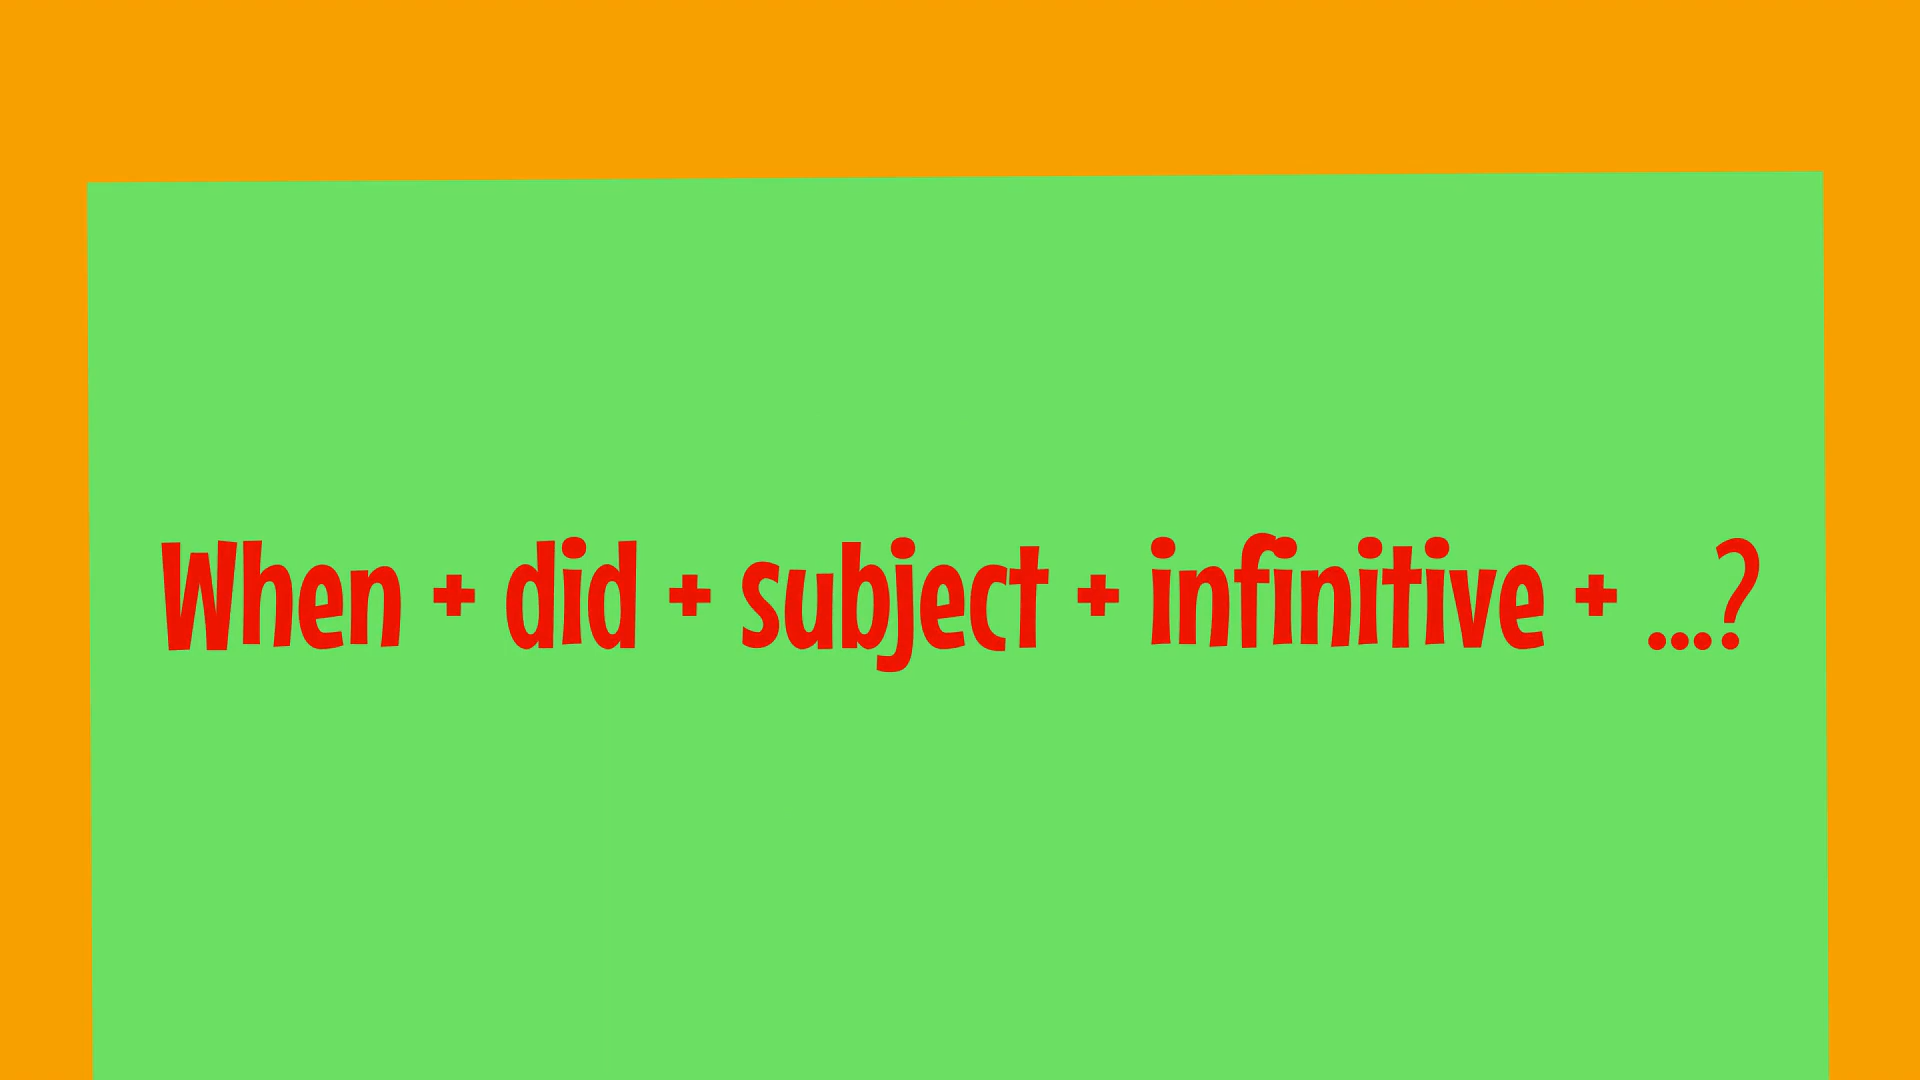 When + did + subject + infinitive + ...?